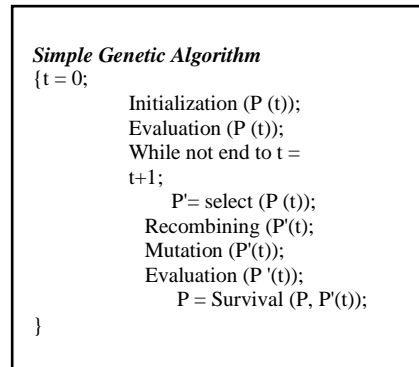 Simple Genetic Algorithm
{t = 0;
Initialization (P (t));
Evaluation (P (t));
While not end to t =
t+1;
P'= select (P (t));
Recombining (P'(t);
Mutation (P'(t));
Evaluation (P '(t));
P = Survival (P, P'(t));
}